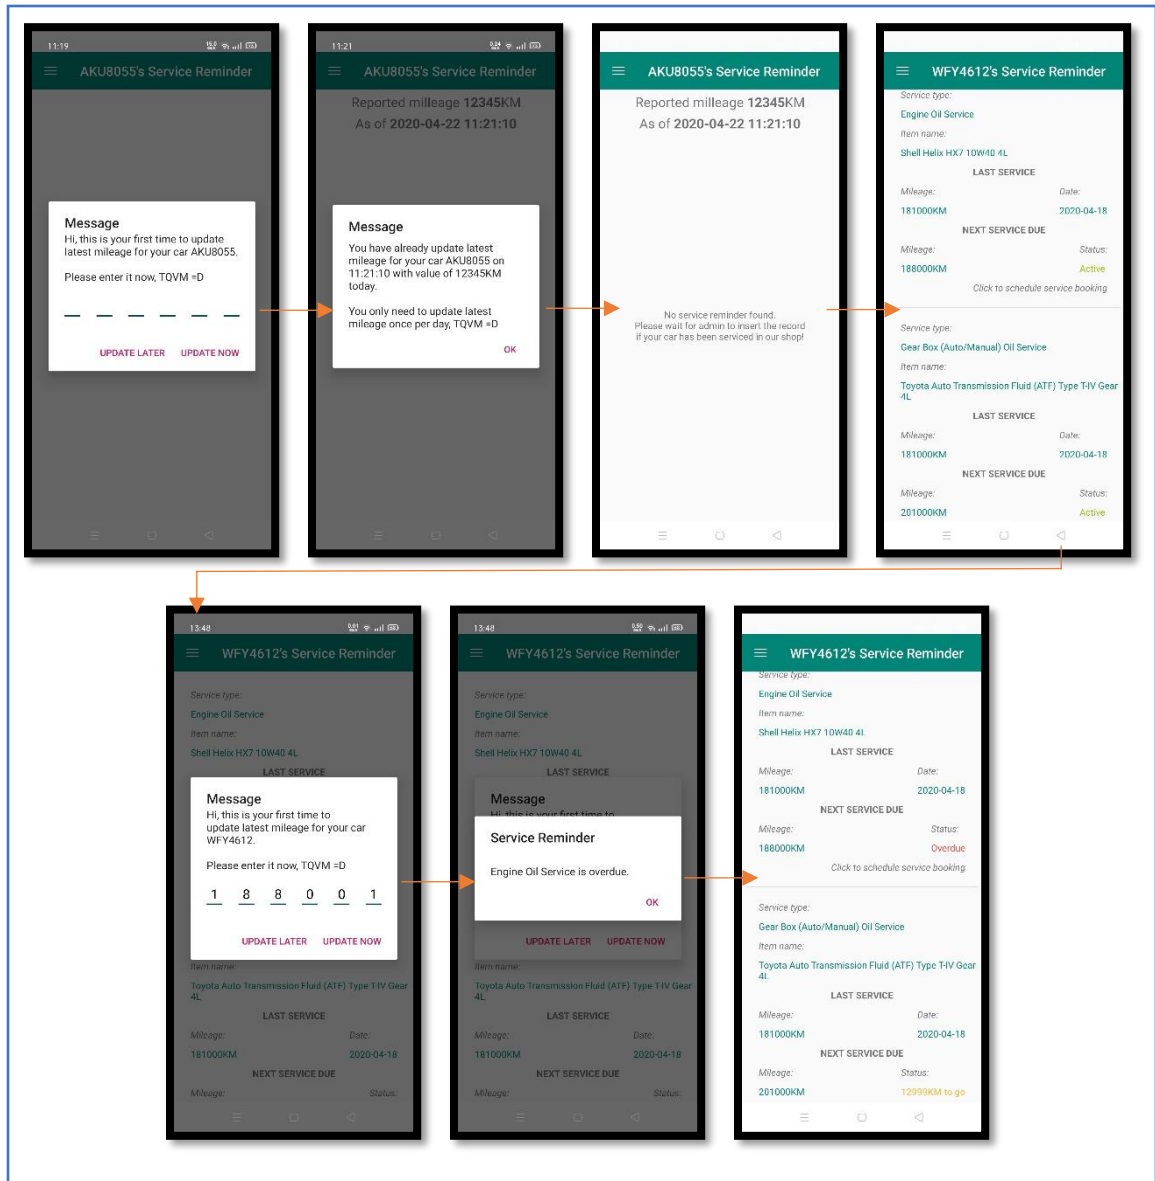 11:19
AKU8055's Service Reminder
Message
Hi, this is your first time to update
latest mileage for your car AKU8055.
Please enter it now, TQVM =D
UPDATE LATER UPDATE NOW
11:21
AKU8055's Service Reminder
Reported milleage 12345KM
As of 2020-04-22 11:21:10
Message
You have already update latest
mileage for your car AKU8055 on
11:21:10 with value of 12345KM
today.
You only need to update latest
mileage once per day, TQVM =D
OK
AKU8055's Service Reminder
Reported milleage 12345KM
As of 2020-04-22 11:21:10
No service reminder found.
Please wait for admin to insert the record
if your car has been serviced in our shop!
WFY4612's Service Reminder
Service type:
Engine Oil Service
Item name:
Shell Helix HX7 10W40 4L
LAST SERVICE
Mileage: Date:
181000KM 2020-04-18
NEXT SERVICE DUE
Mileage: Status:
188000KM Active
Click to schedule service booking
Service type:
Gear Box (Auto/Manual) Oil Service
Item name:
Toyota Auto Transmission Fluid (ATF) Type T-IV Gear
4L
LAST SERVICE
Mileage: Date:
181000KM 2020-04-18
NEXT SERVICE DUE
Mileage: Status:
201000KM Active
13:48
WFY4612's Service Reminder
Service type:
Engine Oil Service
Item name:
Shell Helix HX7 10W40 4L
LAST SERVICE
Message
Hi, this is your first time to
update latest mileage for your car
WFY4612.
Please enter it now, TQVM =D
1 8 8 0 0 1
UPDATE LATER UPDATE NOW
Item name:
Toyota Auto Transmission Fluid (ATF) Type T-IV Gear
4L
LAST SERVICE
Mileage: Date:
181000KM 2020-04-18
NEXT SERVICE DUE
Mileage: Status:
13:48
WFY4612's Service Reminder
Service type:
Engine Oil Service
Item name:
Shell Helix HX7 10W40 4L
LAST SERVICE
Message
Hi, this is your first time to
Service Reminder
Engine Oil Service is overdue.
OK
UPDATE LATER UPDATE NOW
Item name:
Toyota Auto Transmission Fluid (ATF) Type T-IV Gear
4L
LAST SERVICE
Mileage: Date:
181000KM 2020-04-18
NEXT SERVICE DUE
Mileage: Status:
WFY4612's Service Reminder
Service type:
Engine Oil Service
Item name:
Shell Helix HX7 10W40 4L
LAST SERVICE
Mileage: Date:
181000KM 2020-04-18
NEXT SERVICE DUE
Mileage: Status:
188000KM Overdue
Click to schedule service booking
Service type:
Gear Box (Auto/Manual) Oil Service
Item name:
Toyota Auto Transmission Fluid (ATF) Type T-IV Gear
4L
LAST SERVICE
Mileage: Date:
181000KM 2020-04-18
NEXT SERVICE DUE
Mileage: Status:
201000KM 12999KM to go